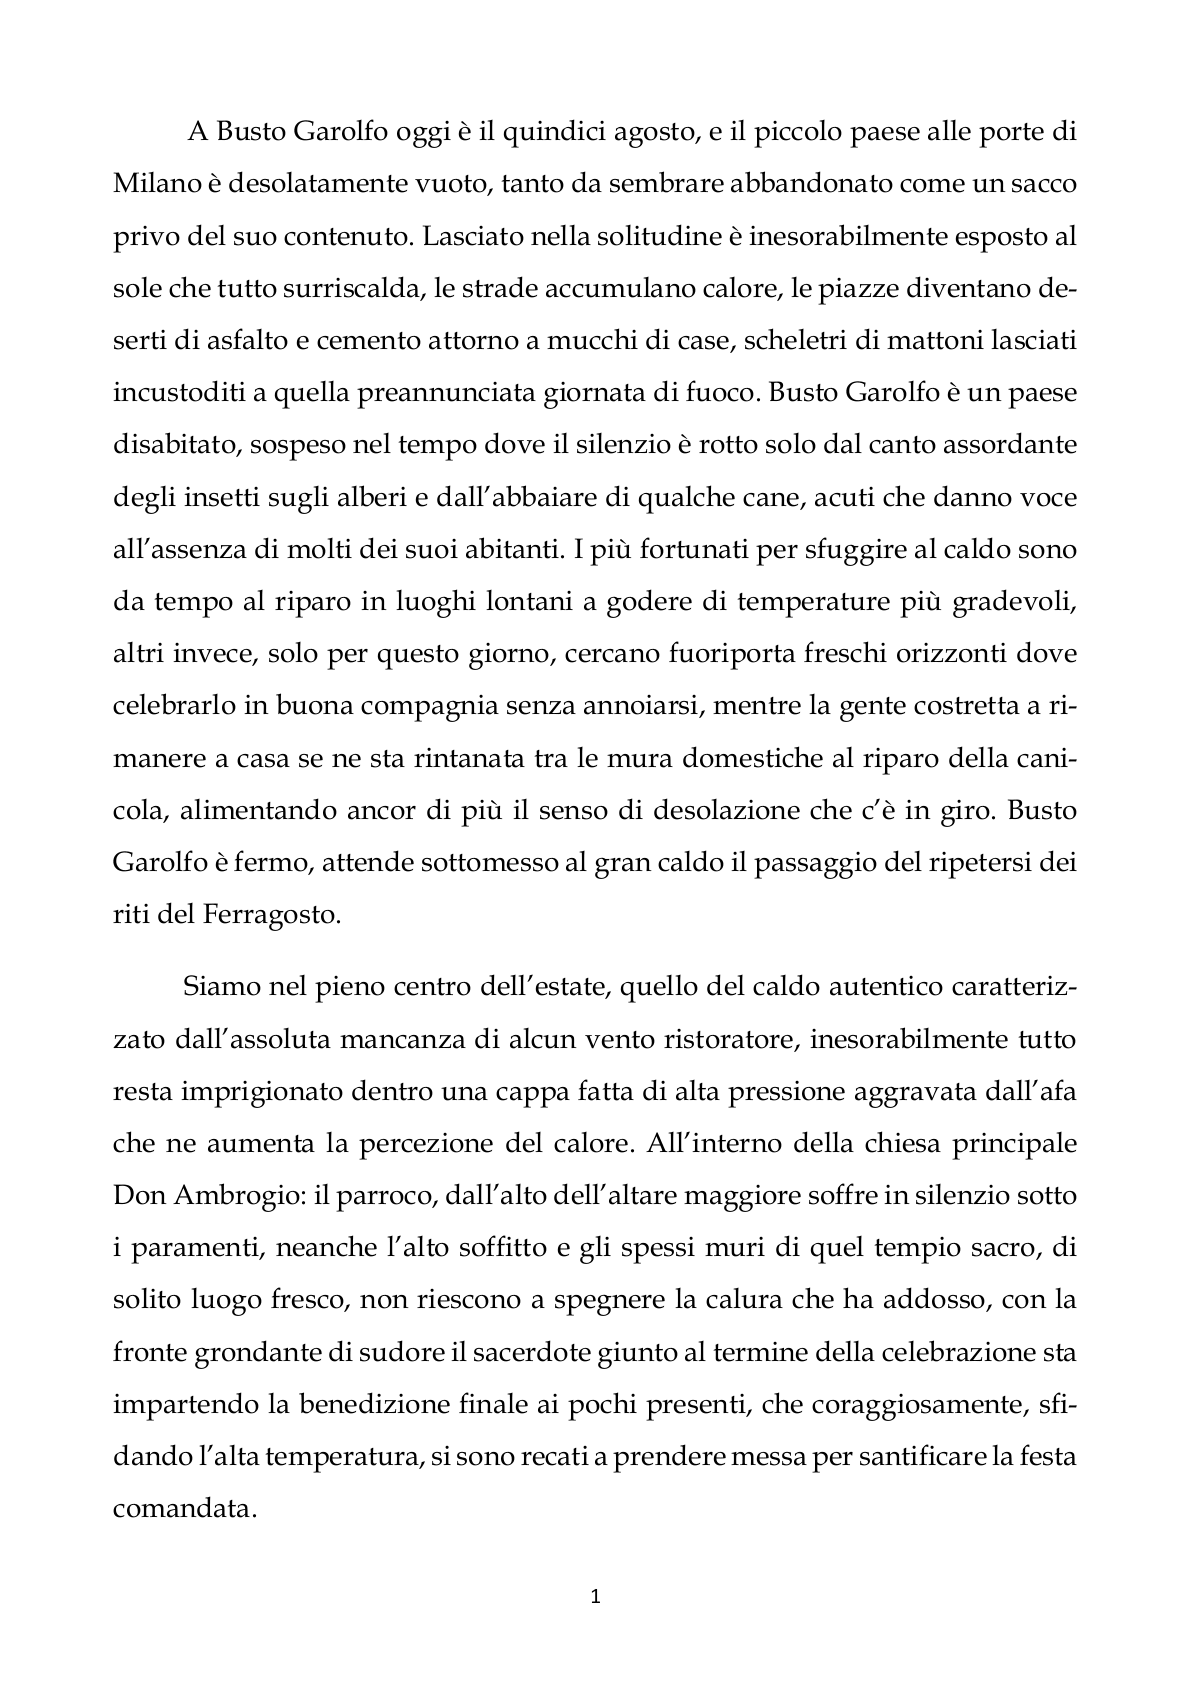 A Busto Garolfo oggi è il quindici agosto, e il piccolo paese alle porte di
Milano è desolatamente vuoto, tanto da sembrare abbandonato come un sacco
privo del suo contenuto. Lasciato nella solitudine è inesorabilmente esposto al
sole che tutto surriscalda, le strade accumulano calore, le piazze diventano de-
serti di asfalto e cemento attorno a mucchi di case, scheletri di mattoni lasciati
incustoditi a quella preannunciata giornata di fuoco. Busto Garolfo è un paese
disabitato, sospeso nel tempo dove il silenzio è rotto solo dal canto assordante
degli insetti sugli alberi e dall’abbaiare di qualche cane, acuti che danno voce
all’assenza di molti dei suoi abitanti. I più fortunati per sfuggire al caldo sono
da tempo al riparo in luoghi lontani a godere di temperature più gradevoli,
altri invece, solo per questo giorno, cercano fuoriporta freschi orizzonti dove
celebrarlo in buona compagnia senza annoiarsi, mentre la gente costretta a ri-
manere a casa se ne sta rintanata tra le mura domestiche al riparo della cani-
cola, alimentando ancor di più il senso di desolazione che c’è in giro. Busto
Garolfo è fermo, attende sottomesso al gran caldo il passaggio del ripetersi dei
riti del Ferragosto.
Siamo nel pieno centro dell’estate, quello del caldo autentico caratteriz-
zato dall’assoluta mancanza di alcun vento ristoratore, inesorabilmente tutto
resta imprigionato dentro una cappa fatta di alta pressione aggravata dall’afa
che ne aumenta la percezione del calore. All’interno della chiesa principale
Don Ambrogio: il parroco, dall’alto dell’altare maggiore soffre in silenzio sotto
i paramenti, neanche l’alto soffitto e gli spessi muri di quel tempio sacro, di
solito luogo fresco, non riescono a spegnere la calura che ha addosso, con la
fronte grondante di sudore il sacerdote giunto al termine della celebrazione sta
impartendo la benedizione finale ai pochi presenti, che coraggiosamente, sfi-
dando l’alta temperatura, si sono recati a prendere messa per santificare la festa
comandata.
1